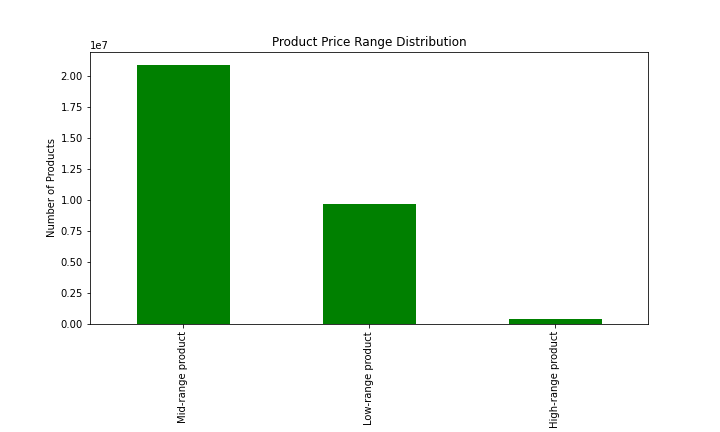 Product Price Range Distribution
1e7
2.00
1.75
1.50
1.25
1.00
0.75
0.50
0.25
0.00
Number of Products
Mid-range product
Low-range product
High-range product